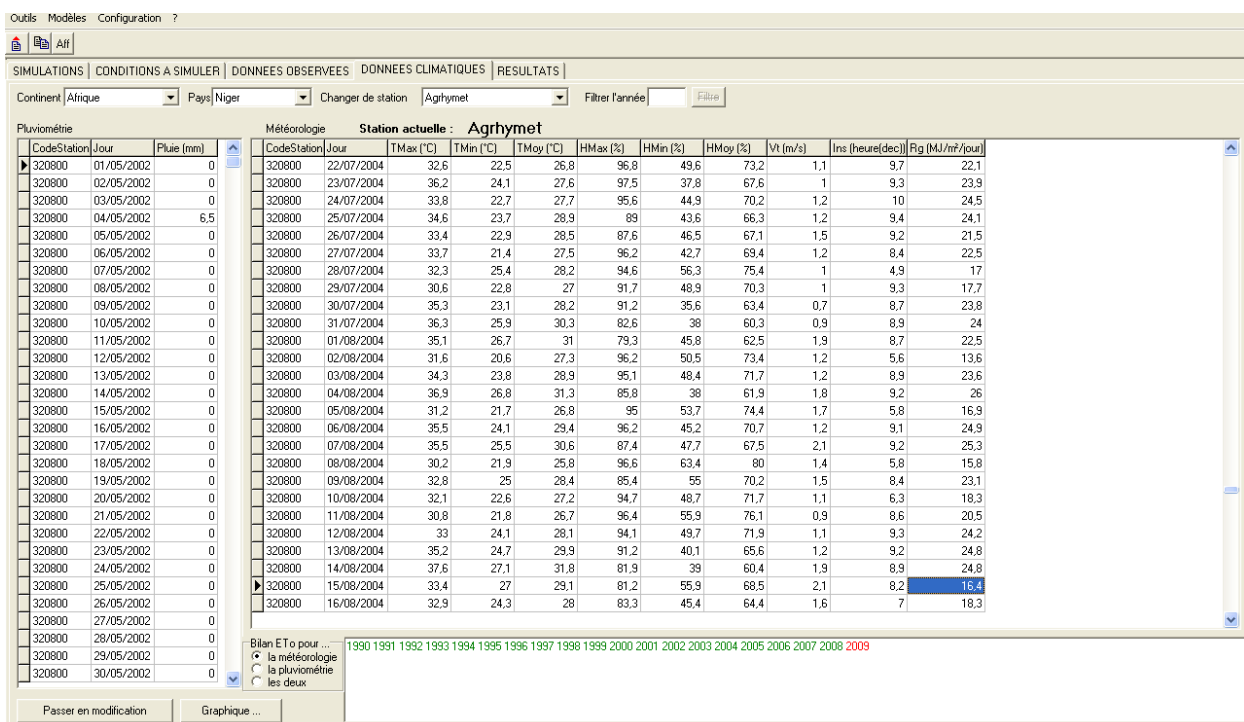 Outils Modèles Configuration ?
Aff
SIMULATIONS CONDITIONS A SIMULER DONNEES OBSERVEES DONNEES CLIMATIQUES RESULTATS
Continent Afrique Pays Niger Changer de station Agrhymet Filtrer l'année Filtre
Pluviométrie Météorologie Station actuelle : Agrhymet
CodeStation Jour Pluie (mm) CodeStation Jour TMax (°C) TMin (°C) TMoy (°C) HMax (%) HMin (%) HMoy (%) Vt (m/s) Ins (heure(dec)) Rg (MJ/m²/jour)
320800 01/05/2002 0 320800 22/07/2004 32,6 22,5 26,8 96,8 49,6 73,2 1,1 9,7 22,1
320800 02/05/2002 0 320800 23/07/2004 36,2 24,1 27,6 97,5 37,8 67,6 1 9,3 23,9
320800 03/05/2002 0 320800 24/07/2004 33,8 22,7 27,7 95,6 44,9 70,2 1,2 10 24,5
320800 04/05/2002 6,5 320800 25/07/2004 34,6 23,7 28,9 89 43,6 66,3 1,2 9,4 24,1
320800 05/05/2002 0 320800 26/07/2004 33,4 22,9 28,5 87,6 46,5 67,1 1,5 9,2 21,5
320800 06/05/2002 0 320800 27/07/2004 33,7 21,4 27,5 96,2 42,7 69,4 1,2 8,4 22,5
320800 07/05/2002 0 320800 28/07/2004 32,3 25,4 28,2 94,6 56,3 75,4 1 4,9 17
320800 08/05/2002 0 320800 29/07/2004 30,6 22,8 27 91,7 48,9 70,3 1 9,3 17,7
320800 09/05/2002 0 320800 30/07/2004 35,3 23,1 28,2 91,2 35,6 63,4 0,7 8,7 23,8
320800 10/05/2002 0 320800 31/07/2004 36,3 25,9 30,3 82,6 38 60,3 0,9 8,9 24
320800 11/05/2002 0 320800 01/08/2004 35,1 26,7 31 79,3 45,8 62,5 1,9 8,7 22,5
320800 12/05/2002 0 320800 02/08/2004 31,6 20,6 27,3 96,2 50,5 73,4 1,2 5,6 13,6
320800 13/05/2002 0 320800 03/08/2004 34,3 23,8 28,9 95,1 48,4 71,7 1,2 8,9 23,6
320800 14/05/2002 0 320800 04/08/2004 36,9 26,8 31,3 85,8 38 61,9 1,8 9,2 26
320800 15/05/2002 0 320800 05/08/2004 31,2 21,7 26,8 95 53,7 74,4 1,7 5,8 16,9
320800 16/05/2002 0 320800 06/08/2004 35,5 24,1 29,4 96,2 45,2 70,7 1,2 9,1 24,9
320800 17/05/2002 0 320800 07/08/2004 35,5 25,5 30,6 87,4 47,7 67,5 2,1 9,2 25,3
320800 18/05/2002 0 320800 08/08/2004 30,2 21,9 25,8 96,6 63,4 80 1,4 5,8 15,8
320800 19/05/2002 0 320800 09/08/2004 32,8 25 28,4 85,4 55 70,2 1,5 8,4 23,1
320800 20/05/2002 0 320800 10/08/2004 32,1 22,6 27,2 94,7 48,7 71,7 1,1 6,3 18,3
320800 21/05/2002 0 320800 11/08/2004 30,8 21,8 26,7 96,4 55,9 76,1 0,9 8,6 20,5
320800 22/05/2002 0 320800 12/08/2004 33 24,1 28,1 94,1 49,7 71,9 1,1 9,3 24,2
320800 23/05/2002 0 320800 13/08/2004 35,2 24,7 29,9 91,2 40,1 65,6 1,2 9,2 24,8
320800 24/05/2002 0 320800 14/08/2004 37,6 27,1 31,8 81,9 39 60,4 1,9 8,9 24,8
320800 25/05/2002 0 320800 15/08/2004 33,4 27 29,1 81,2 55,9 68,5 2,1 8,2 16,4
320800 26/05/2002 0 320800 16/08/2004 32,9 24,3 28 83,3 45,4 64,4 1,6 7 18,3
320800 27/05/2002 0
320800 28/05/2002 0 Bilan ETo pour ... 1990 1991 1992 1993 1994 1995 1996 1997 1998 1999 2000 2001 2002 2003 2004 2005 2006 2007 2008 2009
320800 29/05/2002 0 la météorologie
la pluviométrie
320800 30/05/2002 0 les deux
Passer en modification Graphique ...